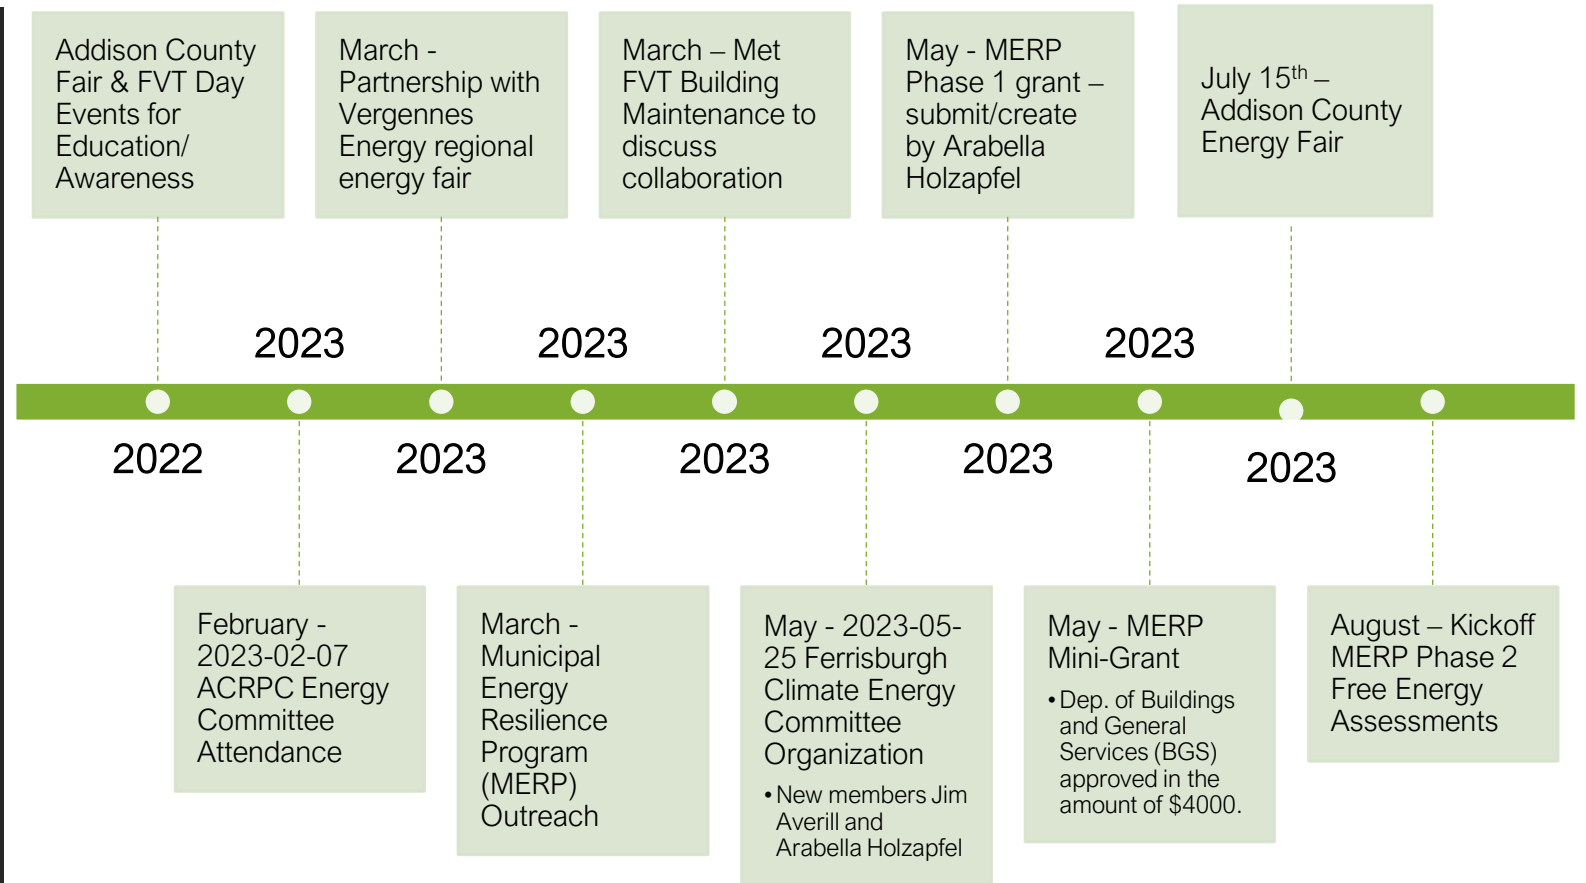 Addison County
Fair & FVT Day
Events for
Education/
Awareness
March -
Partnership with
Vergennes
Energy regional
energy fair
March – Met
FVT Building
Maintenance to
discuss
collaboration
May - MERP
Phase 1 grant –
submit/create
by Arabella
Holzapfel
July 15th –
Addison County
Energy Fair
2023
2023
2023
2023
2022
2023
2023
2023
2023
February -
2023-02-07
ACRPC Energy
Committee
Attendance
March -
Municipal
Energy
Resilience
Program
(MERP)
Outreach
May - 2023-05-
25 Ferrisburgh
Climate Energy
Committee
Organization
• New members Jim
Averill and
Arabella Holzapfel
May - MERP
Mini-Grant
• Dep. of Buildings
and General
Services (BGS)
approved in the
amount of $4000.
August – Kickoff
MERP Phase 2
Free Energy
Assessments